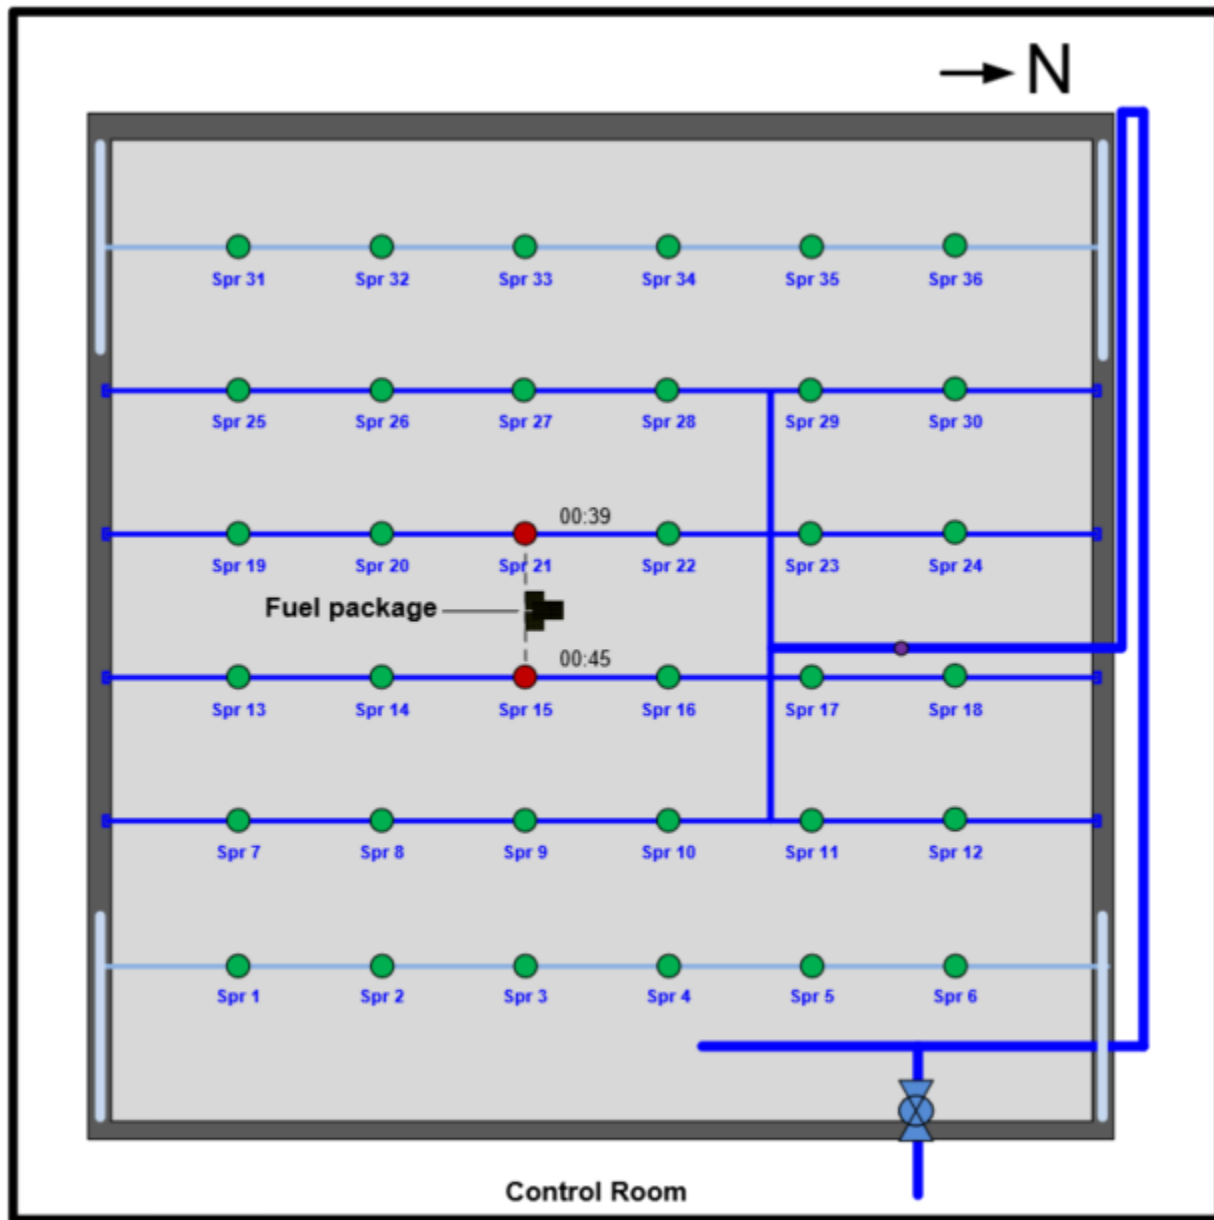 N
Spr 31 Spr 32 Spr 33 Spr 34 Spr 35 Spr 36
Spr 25 Spr 26 Spr 27 Spr 28 Spr 29 Spr 30
00:39
Spr 19 Spr 20 Spr 21 Spr 22 Spr 23 Spr 24
Fuel package
00:45
Spr 13 Spr 14 Spr 15 Spr 16 Spr 17 Spr 18
Spr 7 Spr 8 Spr 9 Spr 10 Spr 11 Spr 12
Spr 1 Spr 2 Spr 3 Spr 4 Spr 5 Spr 6
Control Room